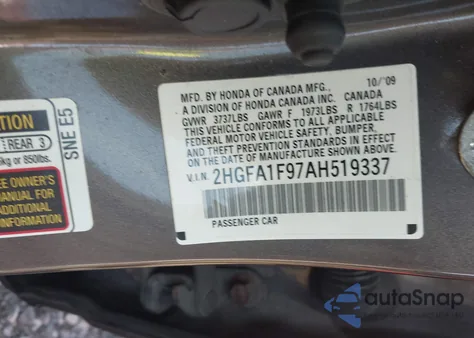 TION
REAR 3
kg or 850lbs.
EE OWNER'S
MANUAL FOR
ADDITIONAL
INFORMATION
SNE E5
MFD. BY HONDA OF CANADA MFG., 10/'09
A DIVISION OF HONDA CANADA INC. CANADA
GVWR 3737LBS GAWR F 1973LBS R 1764LBS
THIS VEHICLE CONFORMS TO ALL APPLICABLE
FEDERAL MOTOR VEHICLE SAFETY, BUMPER,
AND THEFT PREVENTION STANDARDS IN EFFECT
ON THE DATE OF MANUFACTURE SHOWN ABOVE.
V.I.N. 2HGFA1F97AH519337
PASSENGER CAR
autoSnap